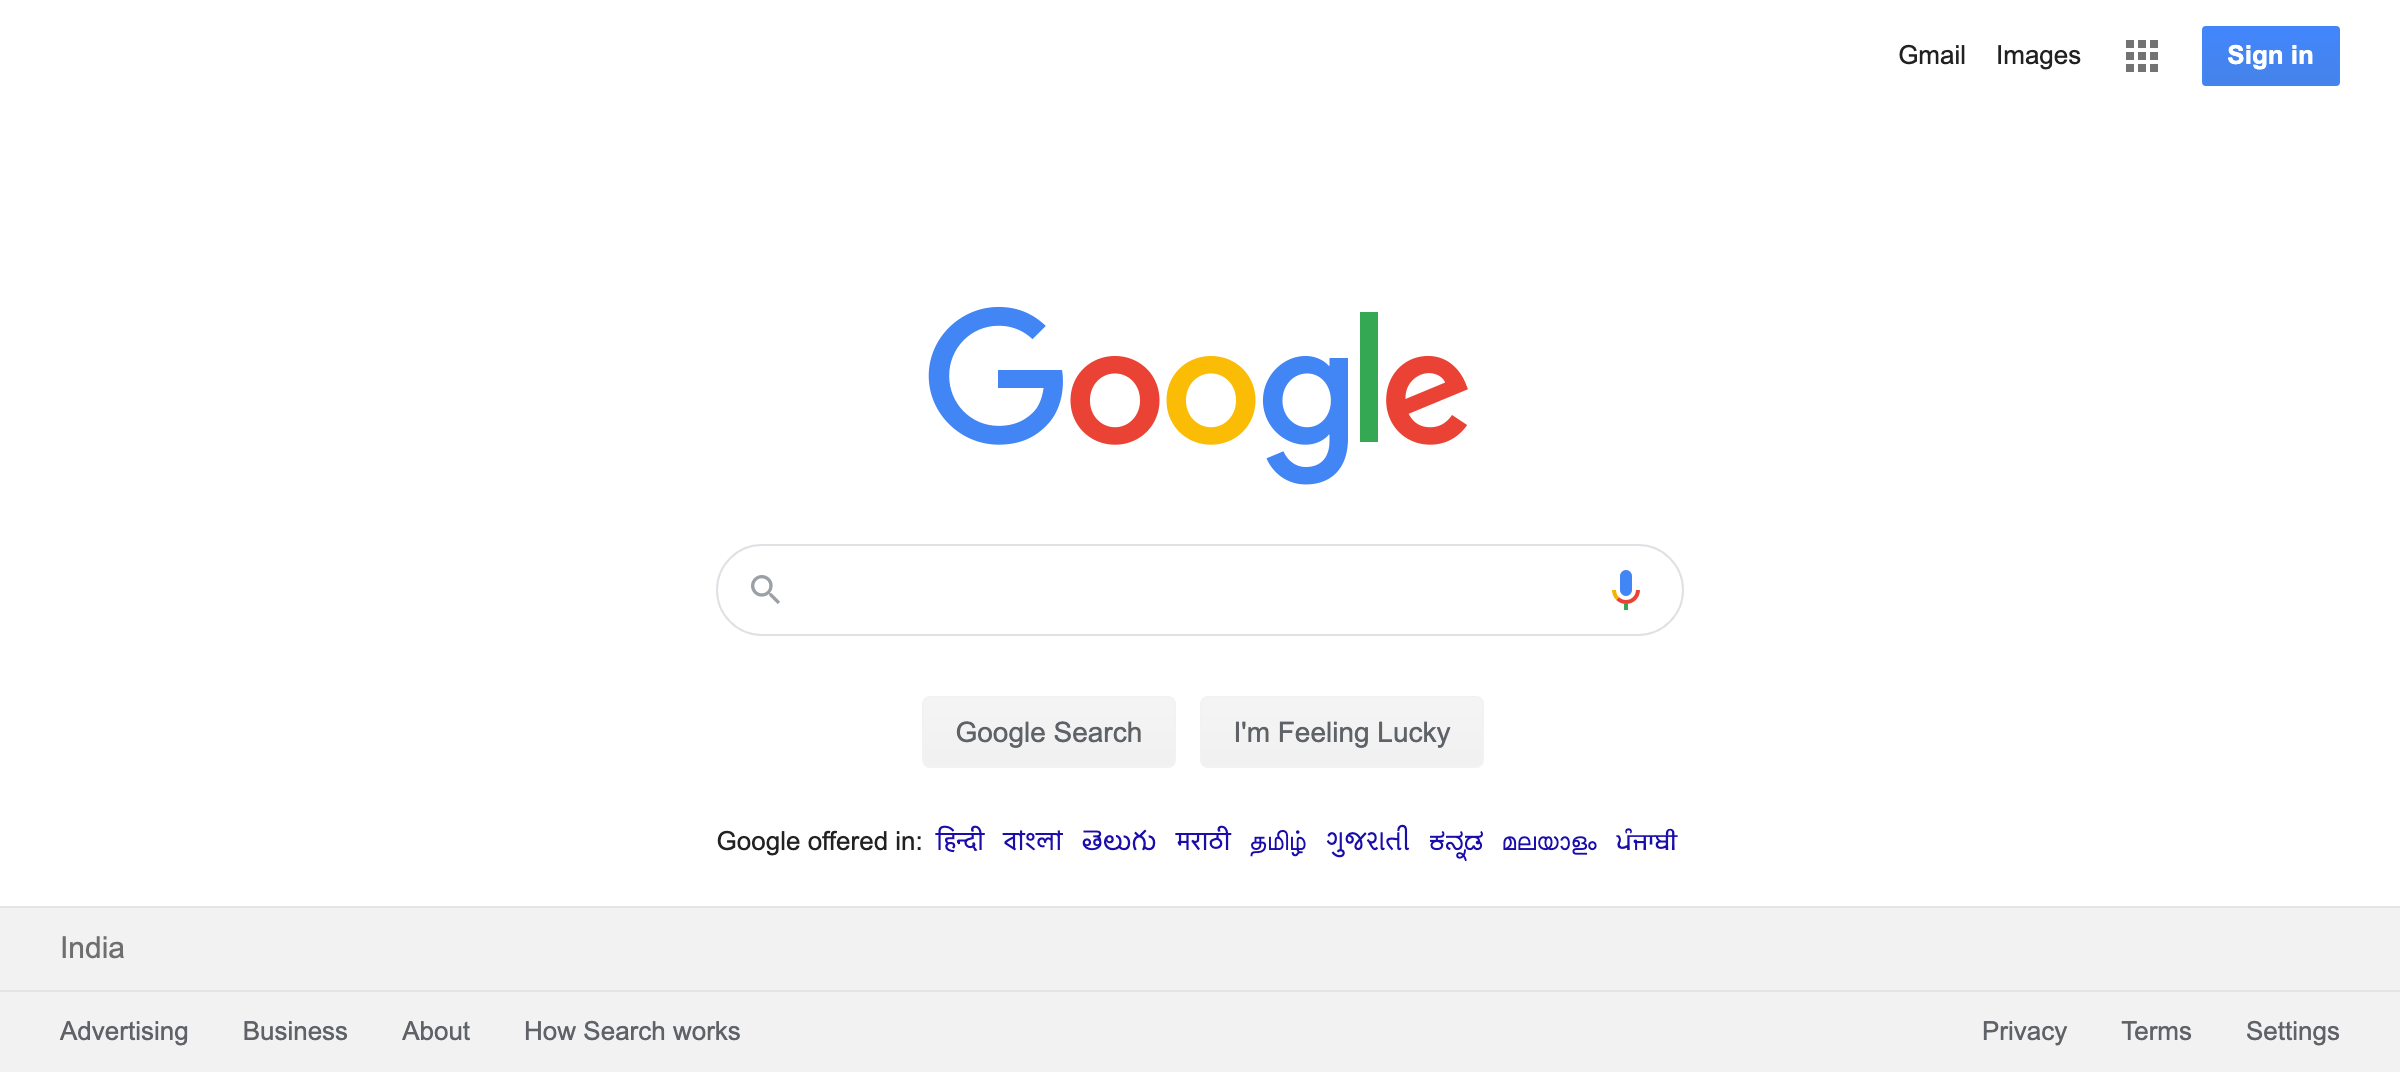 Gmail Images Sign in
Google
Google Search I'm Feeling Lucky
Google offered in: हिन्दी বাংলা తెలుగు मराठी தமிழ் ગુજરાતી ಕನ್ನಡ മലയാളം ਪੰਜਾਬੀ
India
Advertising Business About How Search works Privacy Terms Settings